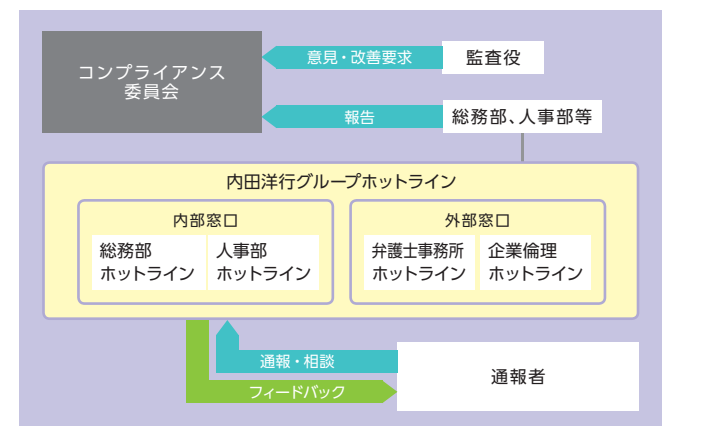 コンプライアンス
委員会
意見・改善要求
監査役
報告
総務部、人事部等
内田洋行グループホットライン
内部窓口
総務部
ホットライン
人事部
ホットライン
外部窓口
弁護士事務所
ホットライン
企業倫理
ホットライン
通報・相談
フィードバック
通報者